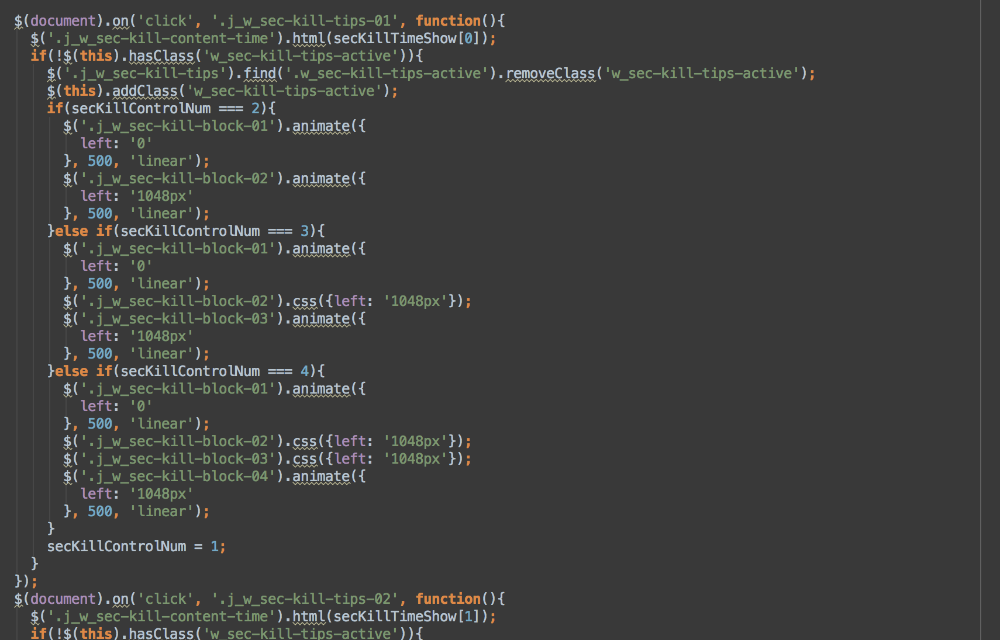 $(document).on('click', '.j_w_sec-kill-tips-01', function(){
$('.j_w_sec-kill-content-time').html(secKillTimeShow[0]);
if(!$(this).hasClass('w_sec-kill-tips-active')){
$('.j_w_sec-kill-tips').find('.w_sec-kill-tips-active').removeClass('w_sec-kill-tips-active');
$(this).addClass('w_sec-kill-tips-active');
if(secKillControlNum === 2){
$('.j_w_sec-kill-block-01').animate({
left: '0'
}, 500, 'linear');
$('.j_w_sec-kill-block-02').animate({
left: '1048px'
}, 500, 'linear');
}else if(secKillControlNum === 3){
$('.j_w_sec-kill-block-01').animate({
left: '0'
}, 500, 'linear');
$('.j_w_sec-kill-block-02').css({left: '1048px'});
$('.j_w_sec-kill-block-03').animate({
left: '1048px'
}, 500, 'linear');
}else if(secKillControlNum === 4){
$('.j_w_sec-kill-block-01').animate({
left: '0'
}, 500, 'linear');
$('.j_w_sec-kill-block-02').css({left: '1048px'});
$('.j_w_sec-kill-block-03').css({left: '1048px'});
$('.j_w_sec-kill-block-04').animate({
left: '1048px'
}, 500, 'linear');
}
secKillControlNum = 1;
}
});
$(document).on('click', '.j_w_sec-kill-tips-02', function(){
$('.j_w_sec-kill-content-time').html(secKillTimeShow[1]);
if(!$(this).hasClass('w_sec-kill-tips-active')){